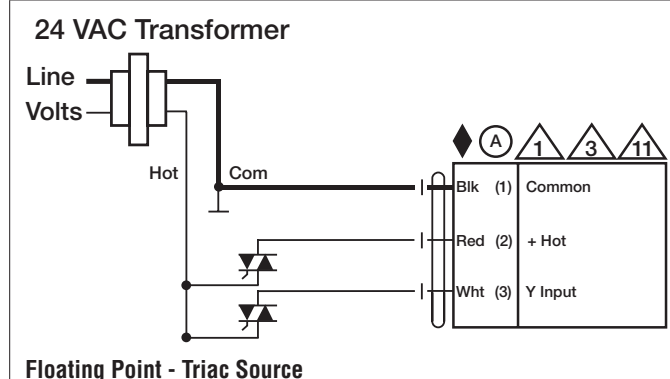 24 VAC Transformer
Line
Volts
Hot
Com
A
1
3
11
Blk (1) Common
Red (2) + Hot
Wht (3) Y Input
Floating Point - Triac Source